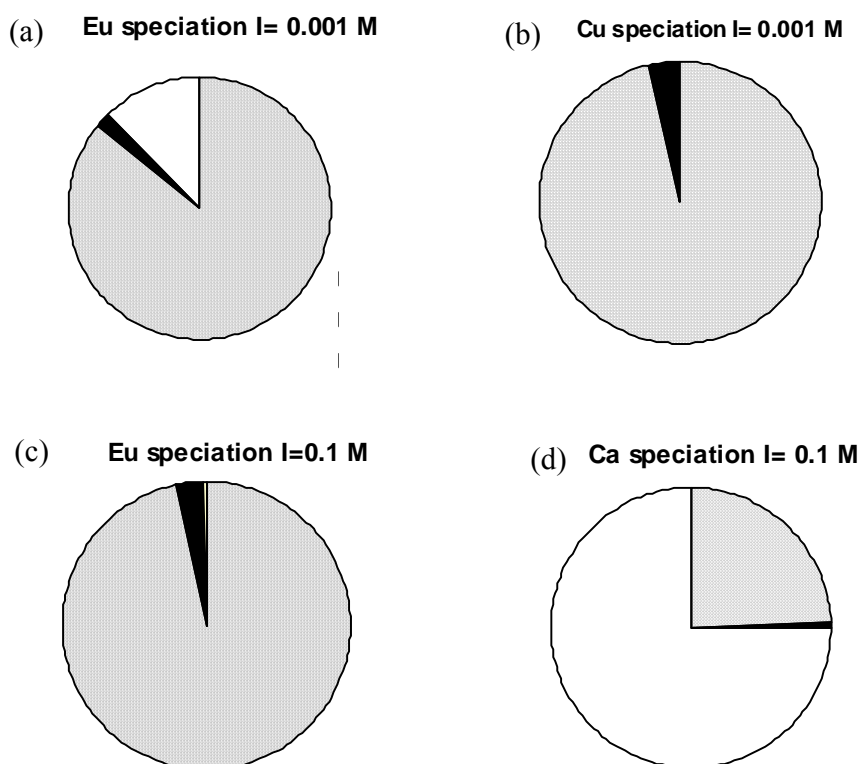 (a) Eu speciation I= 0.001 M
(b) Cu speciation I= 0.001 M
(c) Eu speciation I=0.1 M
(d) Ca speciation I= 0.1 M